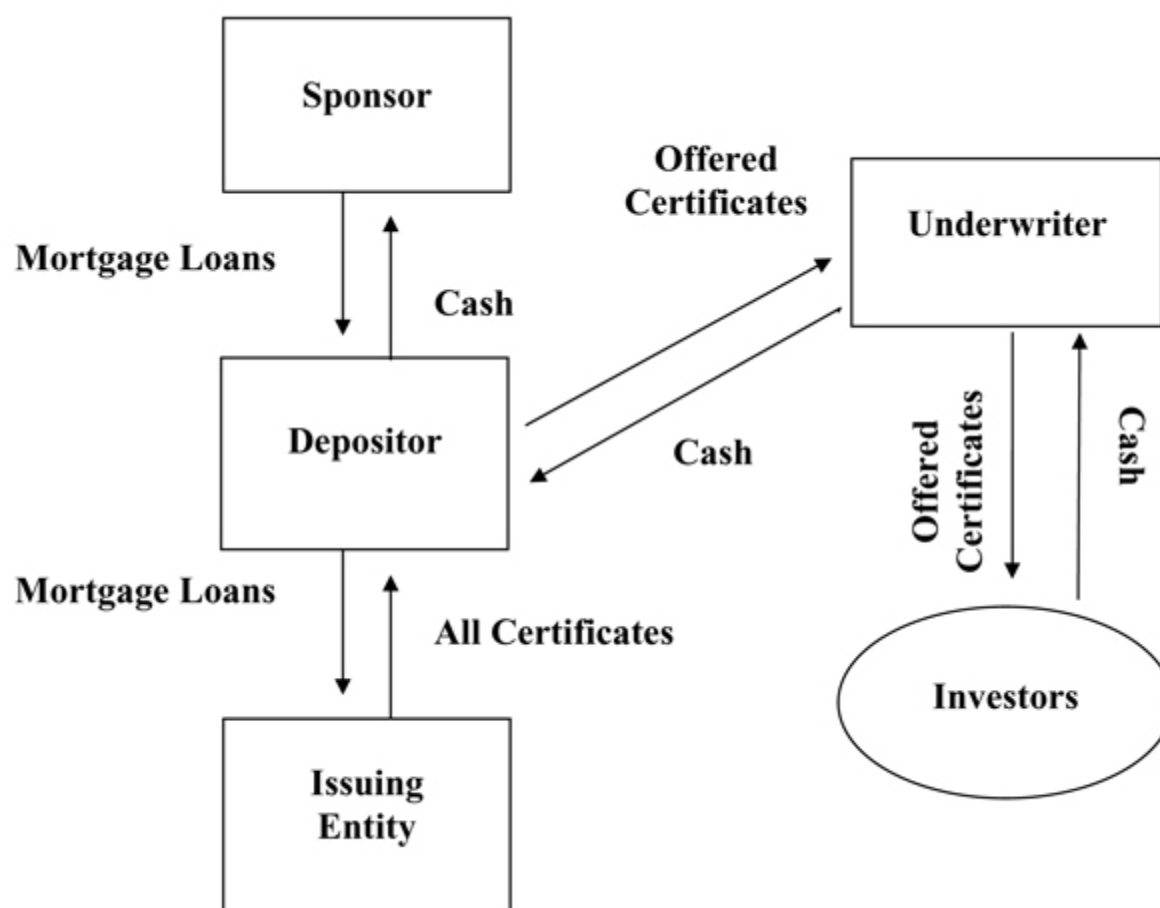 Sponsor
Offered
Certificates
Underwriter
Mortgage Loans
Cash
Depositor
Cash
Offered
Certificates
Cash
Mortgage Loans
All Certificates
Investors
Issuing
Entity